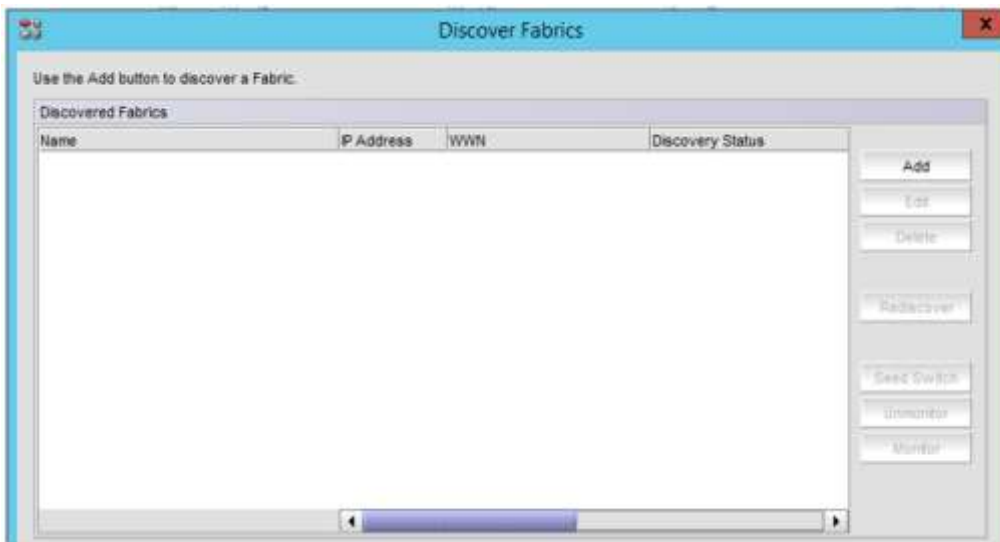 Discover Fabrics
x
Use the Add button to discover a Fabric.
Discovered Fabrics
Name IP Address WWN Discovery Status
Add
Edit
Delete
Rediscover
Seed Switch
Unmonitor
Monitor